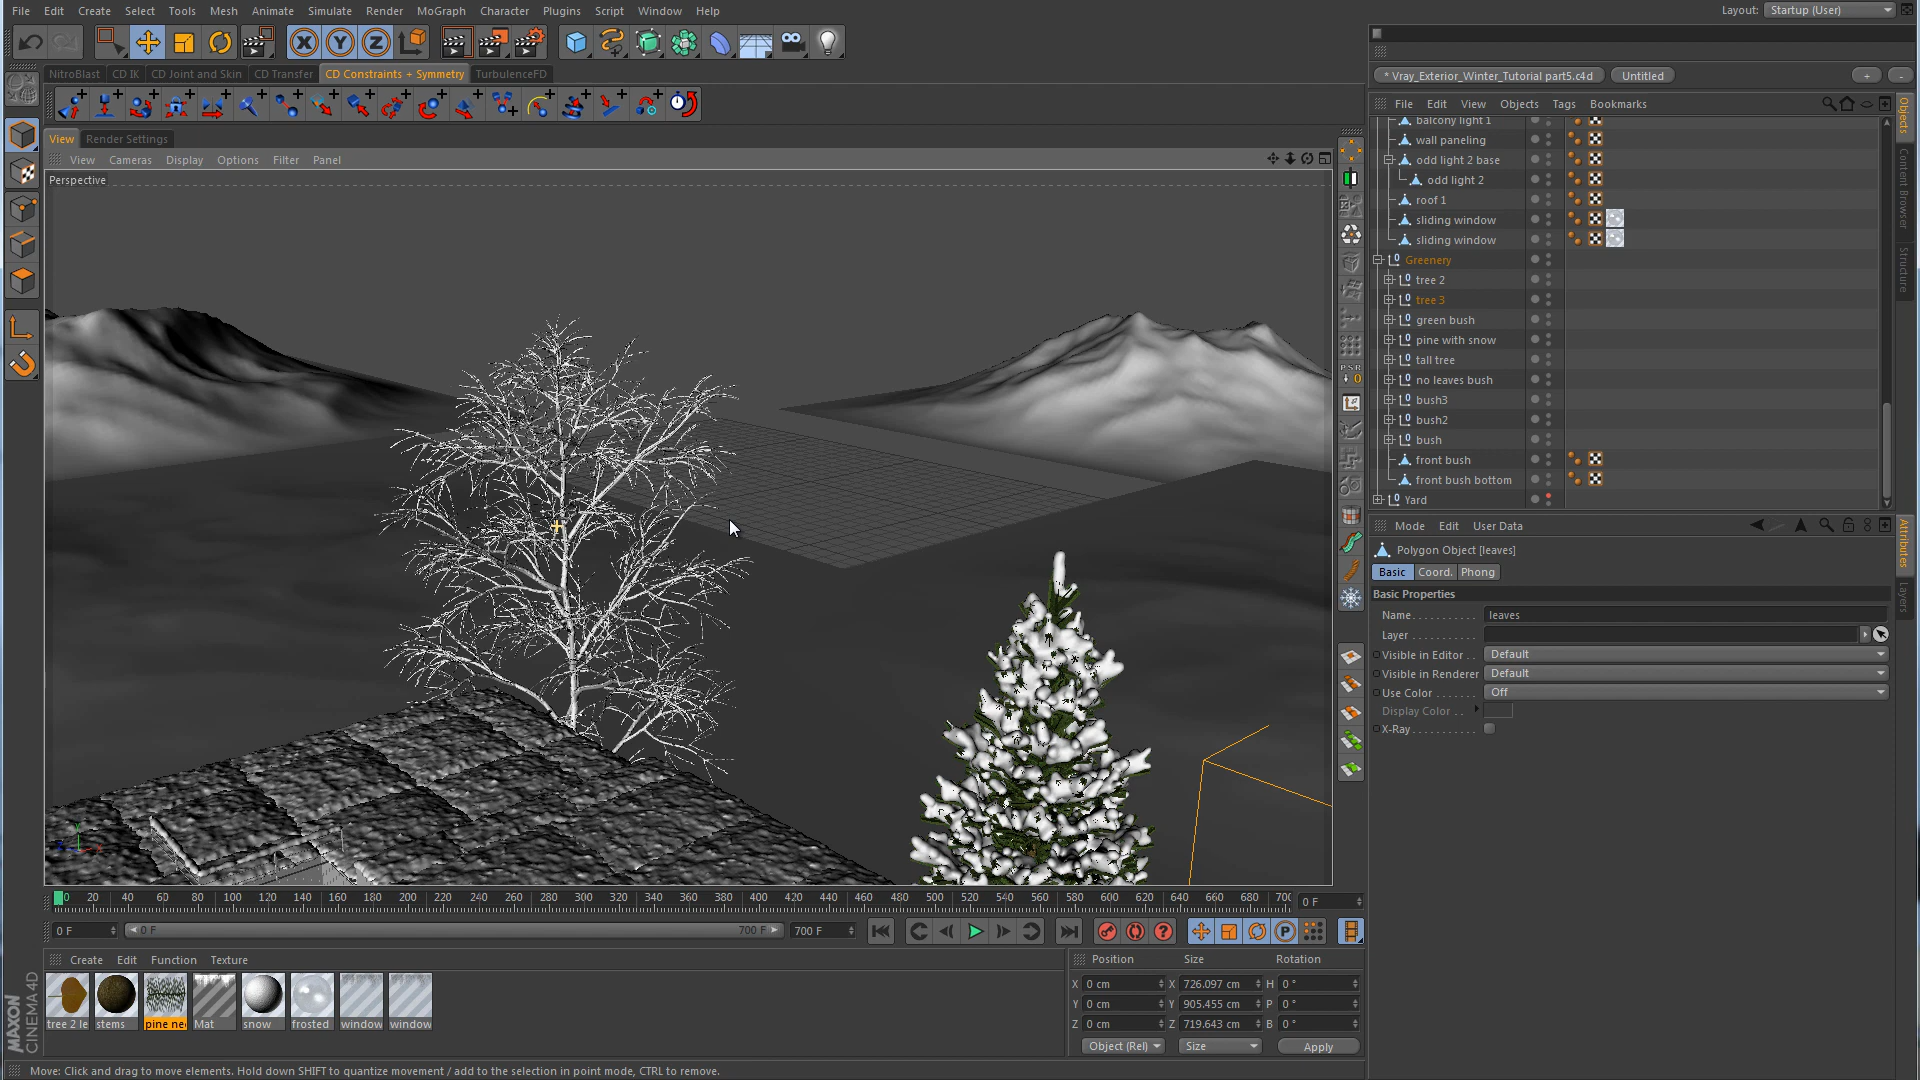 File Edit Create Select Tools Mesh Animate Simulate Render MoGraph Character Plugins Script Window Help
Layout: Startup (User)
NitroBlast CD IK CD Joint and Skin CD Transfer CD Constraints + Symmetry TurbulenceFD
* Vray_Exterior_Winter_Tutorial part5.c4d Untitled + -
File Edit View Objects Tags Bookmarks
Objects
Content Browser
Structure
View Render Settings
View Cameras Display Options Filter Panel
Perspective
balcony light 1
wall paneling
odd light 2 base
odd light 2
roof 1
sliding window
sliding window
Greenery
tree 2
tree 3
green bush
pine with snow
tall tree
no leaves bush
bush3
bush2
bush
front bush
front bush bottom
Yard
P S R
0
Mode Edit User Data
Attributes
Layers
Polygon Object [leaves]
Basic Coord. Phong
Basic Properties
Name leaves
Layer
Visible in Editor Default
Visible in Renderer Default
Use Color Off
Display Color
X-Ray
0 20 40 60 80 100 120 140 160 180 200 220 240 260 280 300 320 340 360 380 400 420 440 460 480 500 520 540 560 580 600 620 640 660 680 70 0 F
0 F 0 F 700 F 700 F
Create Edit Function Texture
tree 2 le stems pine ne Mat snow frosted window window
Position Size Rotation
X 0 cm X 726.097 cm H 0 °
Y 0 cm Y 905.455 cm P 0 °
Z 0 cm Z 719.643 cm B 0 °
Object (Rel) Size Apply
MAXON CINEMA 4D
Move: Click and drag to move elements. Hold down SHIFT to quantize movement / add to the selection in point mode, CTRL to remove.